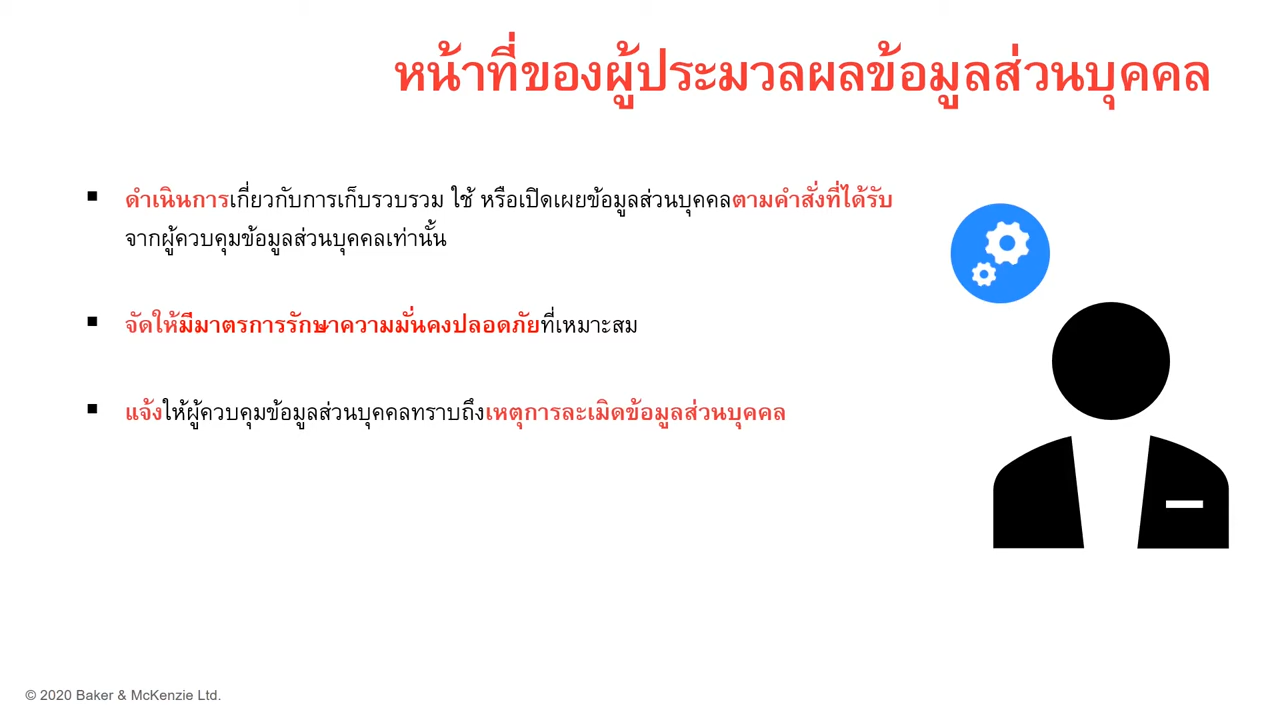 หน้าที่ของผู้ประมวลผลข้อมูลส่วนบุคคล
▪ ดำเนินการเกี่ยวกับการเก็บรวบรวม ใช้ หรือเปิดเผยข้อมูลส่วนบุคคลตามคำสั่งที่ได้รับ
จากผู้ควบคุมข้อมูลส่วนบุคคลเท่านั้น
▪ จัดให้มีมาตรการรักษาความมั่นคงปลอดภัยที่เหมาะสม
▪ แจ้งให้ผู้ควบคุมข้อมูลส่วนบุคคลทราบถึงเหตุการละเมิดข้อมูลส่วนบุคคล
© 2020 Baker & McKenzie Ltd.